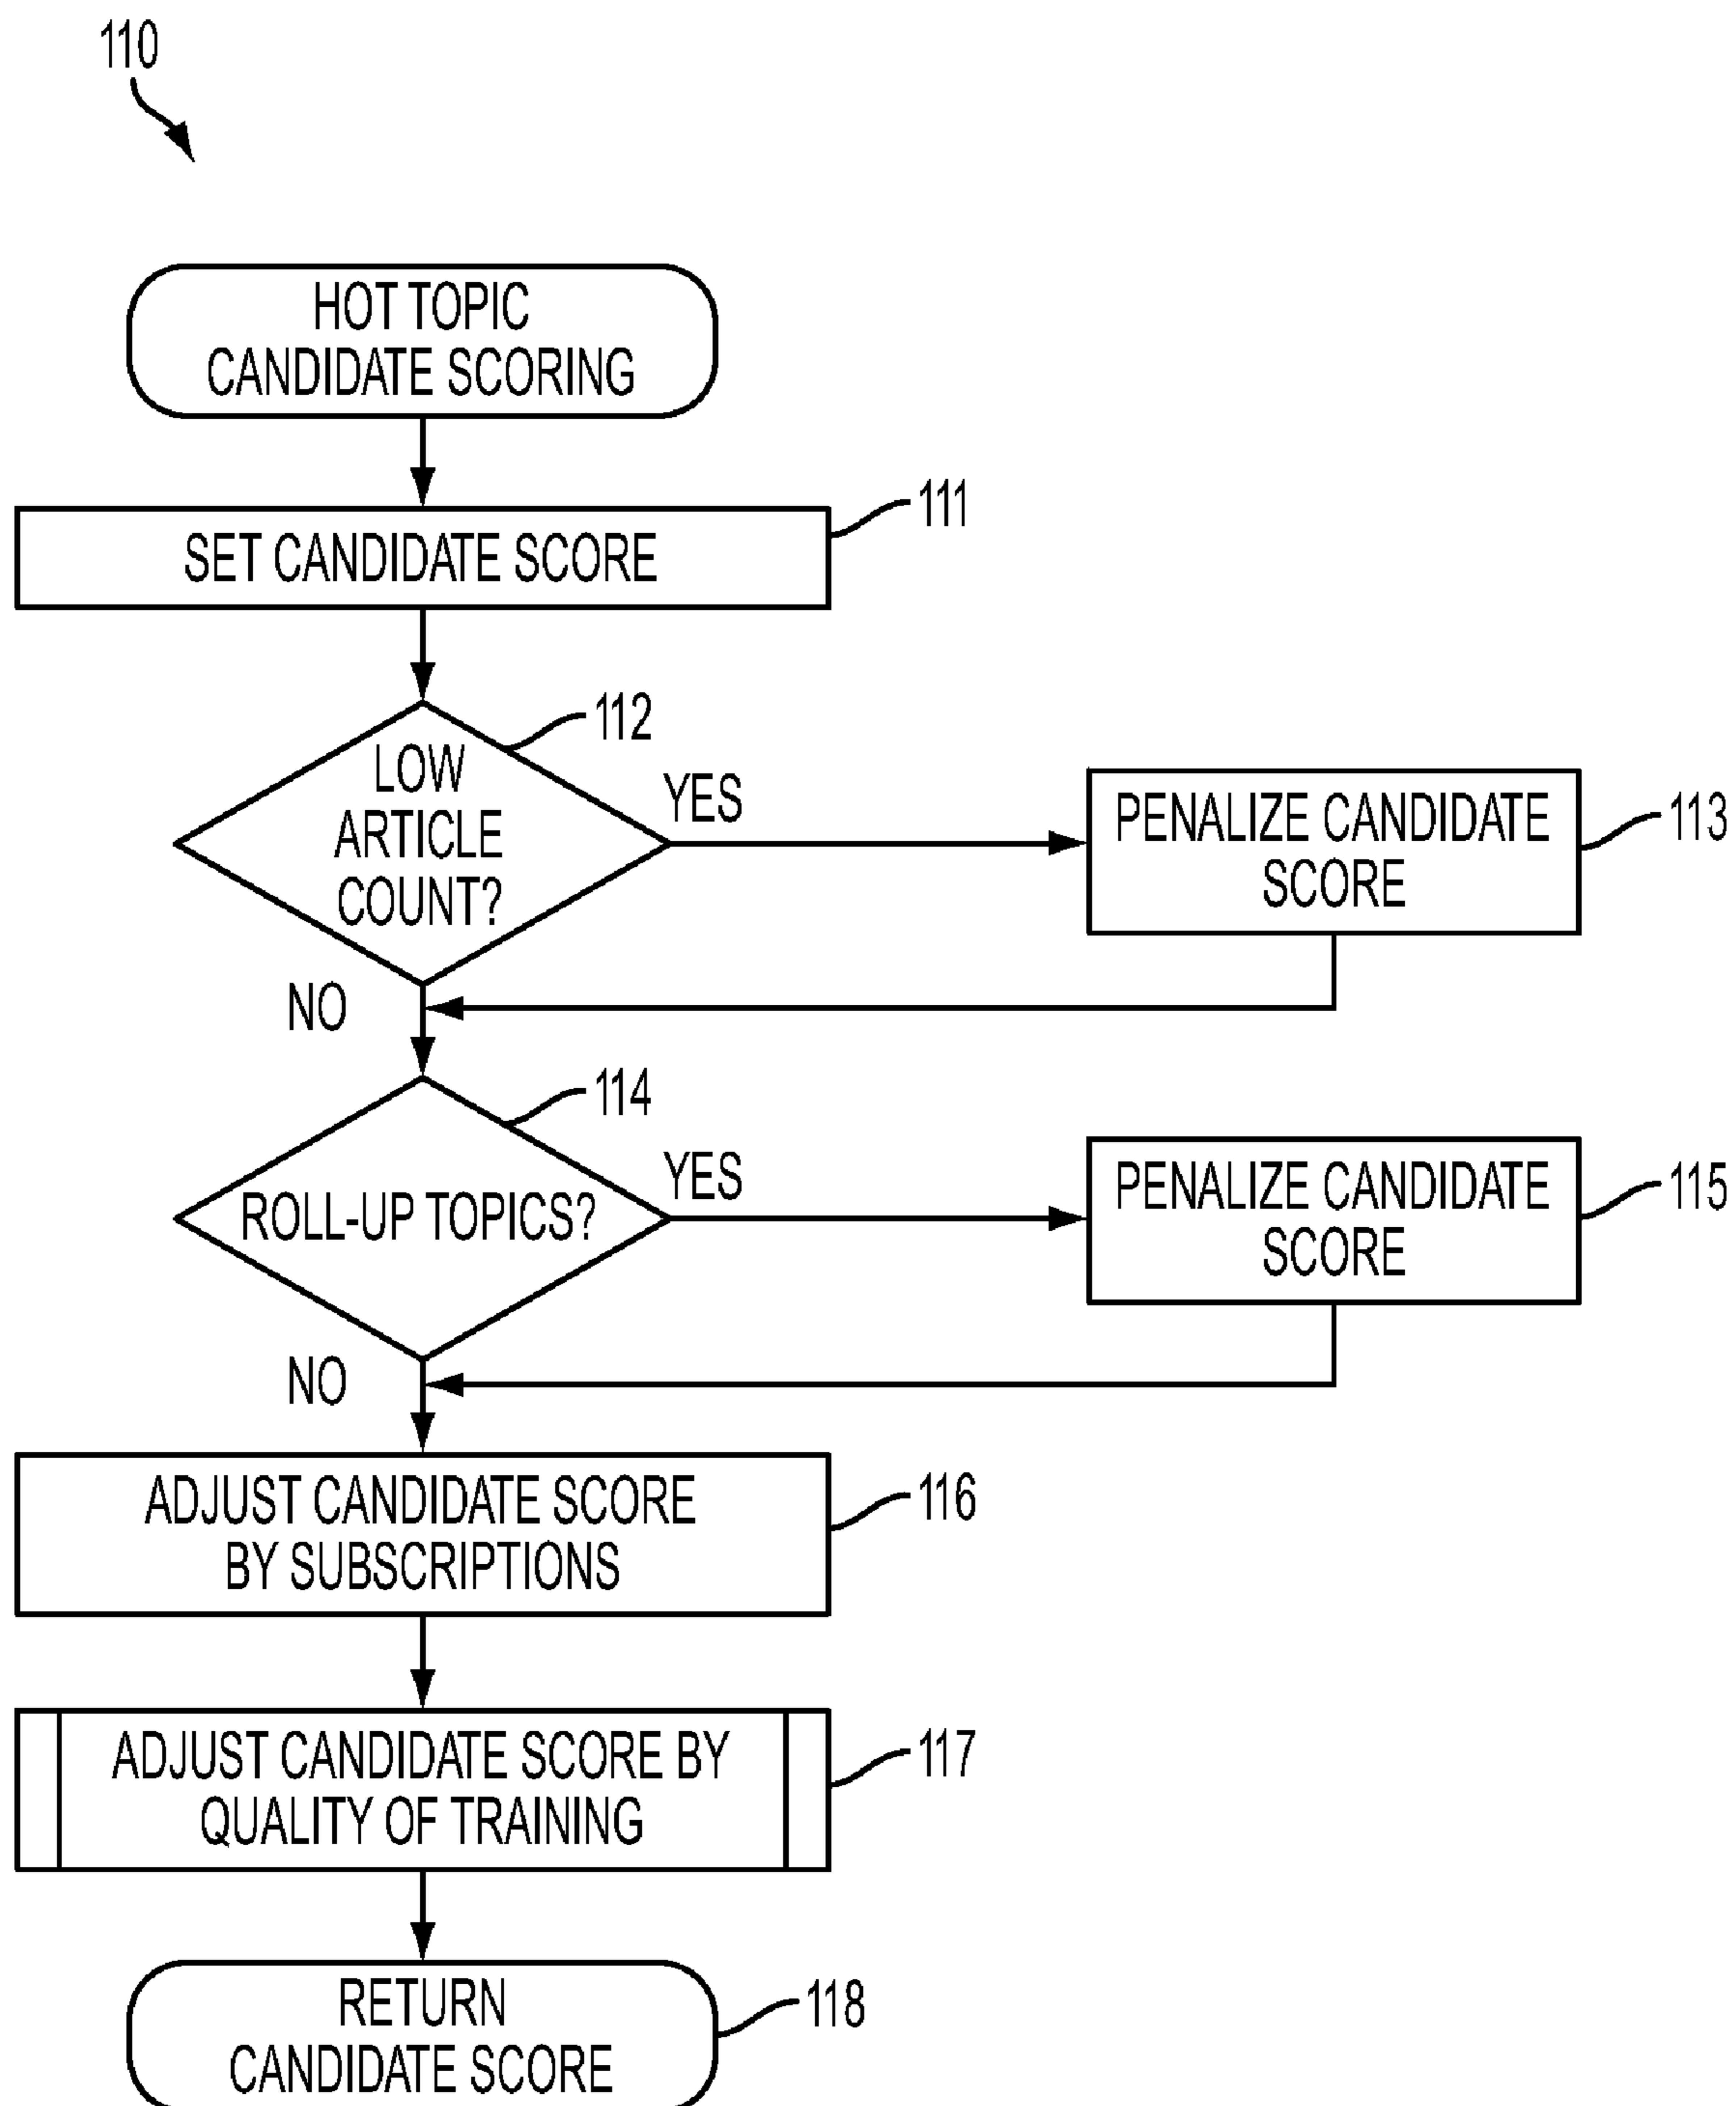 110
HOT TOPIC
CANDIDATE SCORING
SET CANDIDATE SCORE
111
LOW
ARTICLE
COUNT?
112
YES
PENALIZE CANDIDATE
SCORE
113
NO
ROLL-UP TOPICS?
114
YES
PENALIZE CANDIDATE
SCORE
115
NO
ADJUST CANDIDATE SCORE
BY SUBSCRIPTIONS
116
ADJUST CANDIDATE SCORE BY
QUALITY OF TRAINING
117
RETURN
CANDIDATE SCORE
118